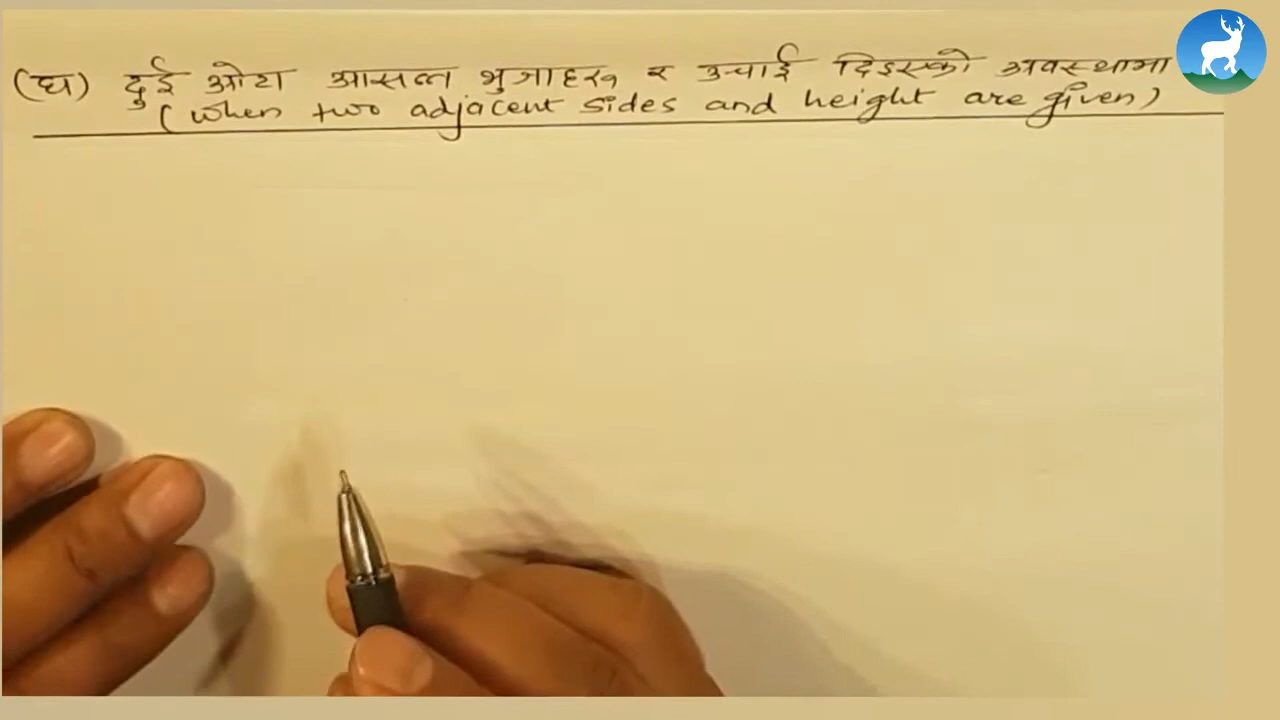 (घ) दुई ओटा आसन्न भुजाहरु र उचाई दिइएको अवस्थामा
(when two adjacent sides and height are given)